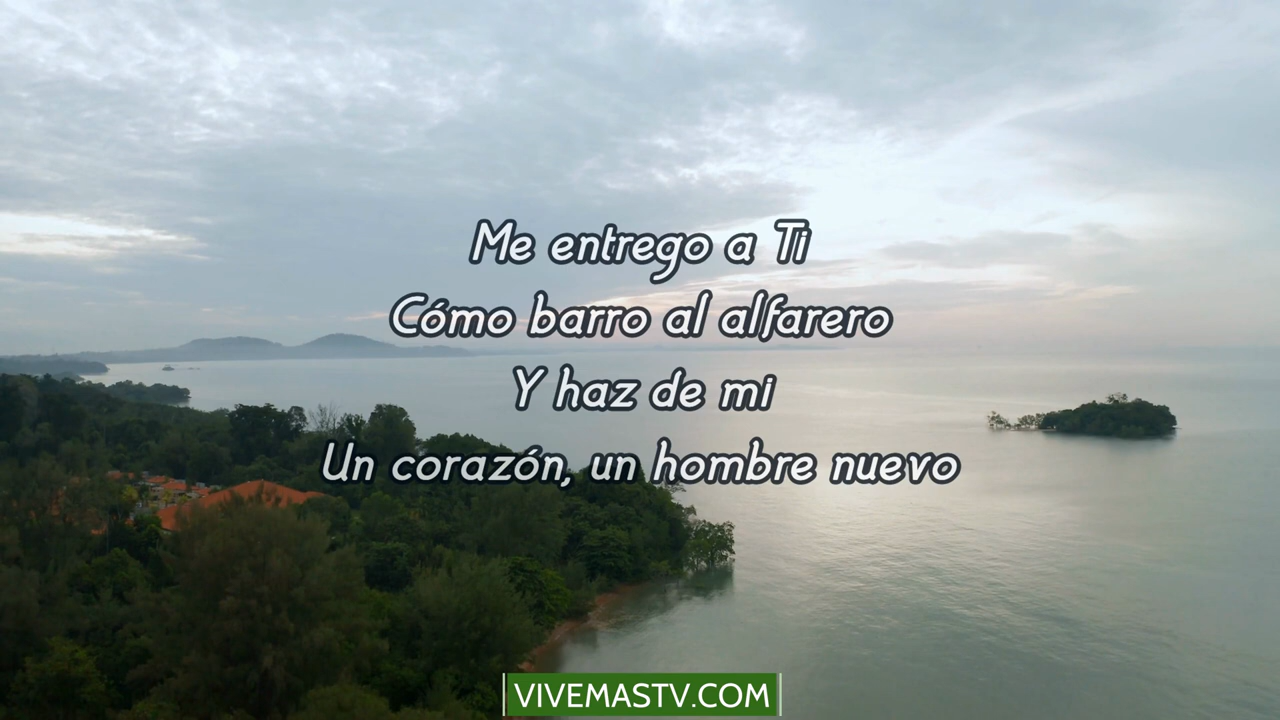 Me entrego a Ti
Cómo barro al alfarero
Y haz de mi
Un corazón, un hombre nuevo
VIVEMASTV.COM